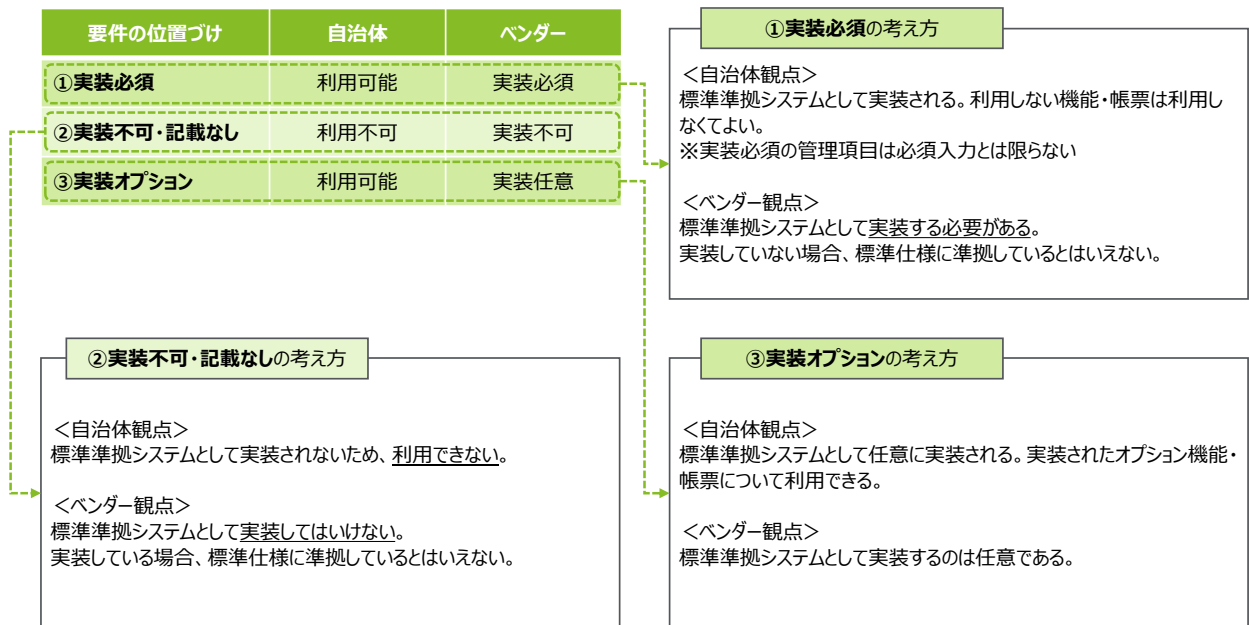 要件の位置づけ 自治体 ベンダー
①実装必須 利用可能 実装必須
②実装不可・記載なし 利用不可 実装不可
③実装オプション 利用可能 実装任意
①実装必須の考え方
＜自治体観点＞
標準準拠システムとして実装される。利用しない機能・帳票は利用し
なくてよい。
※実装必須の管理項目は必須入力とは限らない
＜ベンダー観点＞
標準準拠システムとして実装する必要がある。
実装していない場合、標準仕様に準拠しているとはいえない。
②実装不可・記載なしの考え方
＜自治体観点＞
標準準拠システムとして実装されないため、利用できない。
＜ベンダー観点＞
標準準拠システムとして実装してはいけない。
実装している場合、標準仕様に準拠しているとはいえない。
③実装オプションの考え方
＜自治体観点＞
標準準拠システムとして任意に実装される。実装されたオプション機能・
帳票について利用できる。
＜ベンダー観点＞
標準準拠システムとして実装するのは任意である。